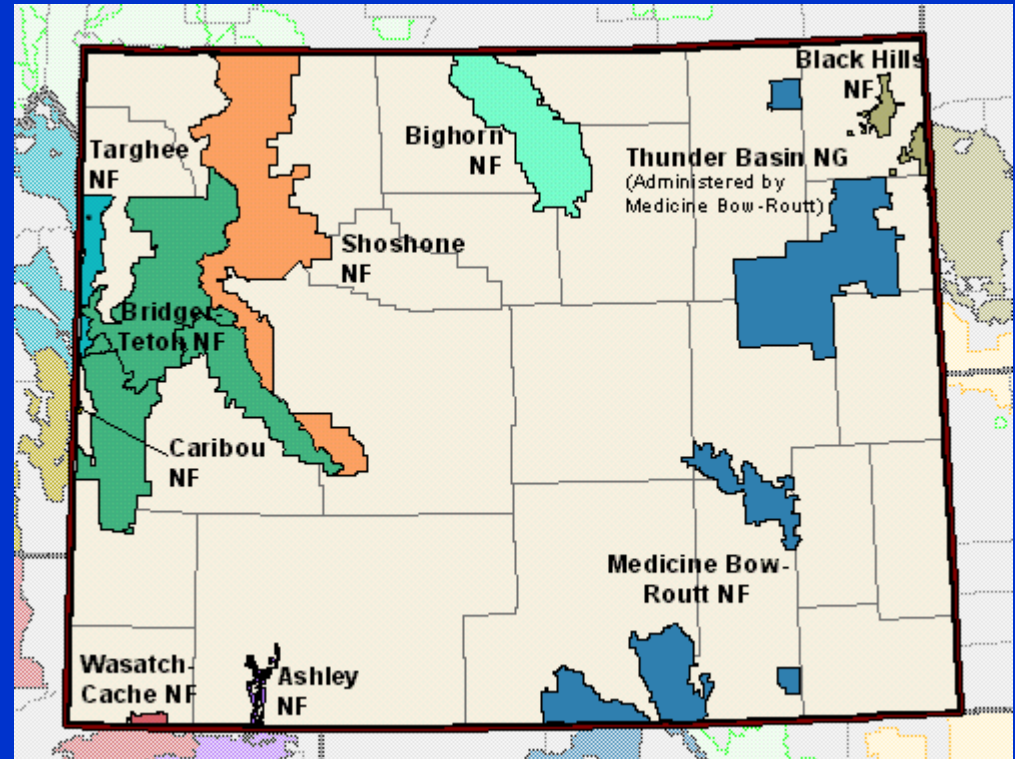 Black Hills
NF
Bighorn
NF
Targhee
NF
Thunder Basin NG
(Administered by
Medicine Bow-Routt)
Shoshone
NF
Bridger-
Teton NF
Caribou
NF
Medicine Bow-
Routt NF
Wasatch-
Cache NF
Ashley
NF